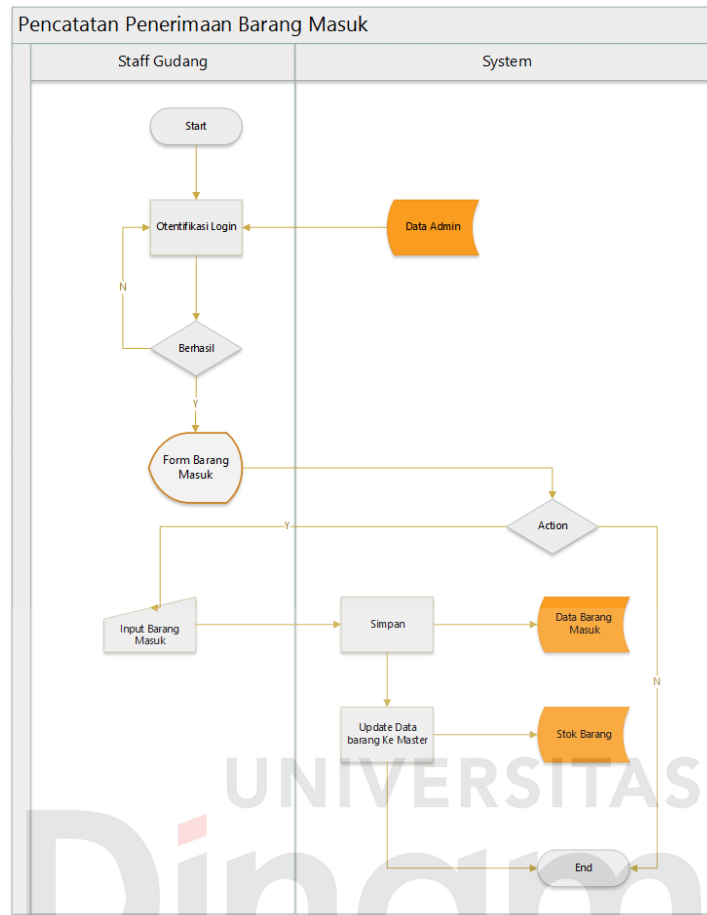 Pencatatan Penerimaan Barang Masuk
Staff Gudang
System
Start
Otentifikasi Login
Data Admin
N
Berhasil
Y
Form Barang
Masuk
Action
Y
Input Barang
Masuk
Simpan
Data Barang
Masuk
N
Update Data
barang Ke Master
Stok Barang
UNIVERSITAS
Dinam
End